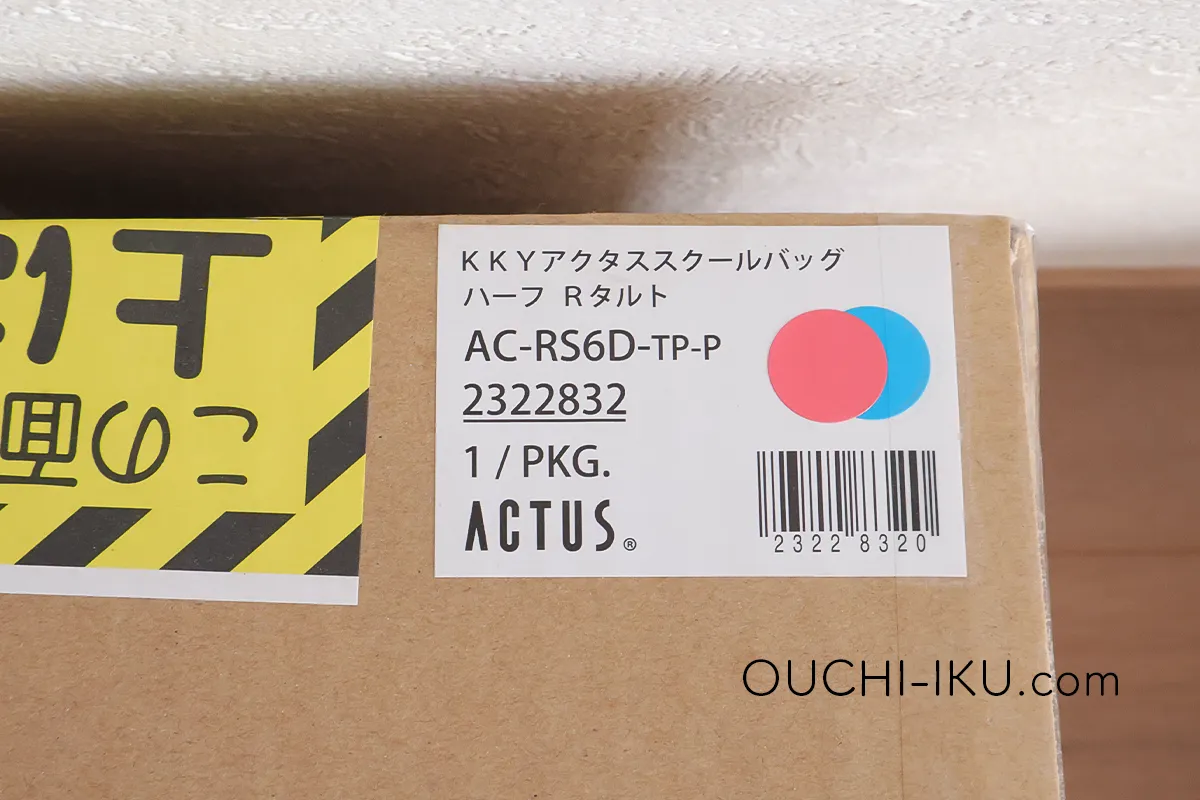 KKYアクタススクールバッグ
ハーフ Rタルト
AC-RS6D-TP-P
2322832
1 / PKG.
ACTUS®
2322 8320
OUCHI-IKU.com